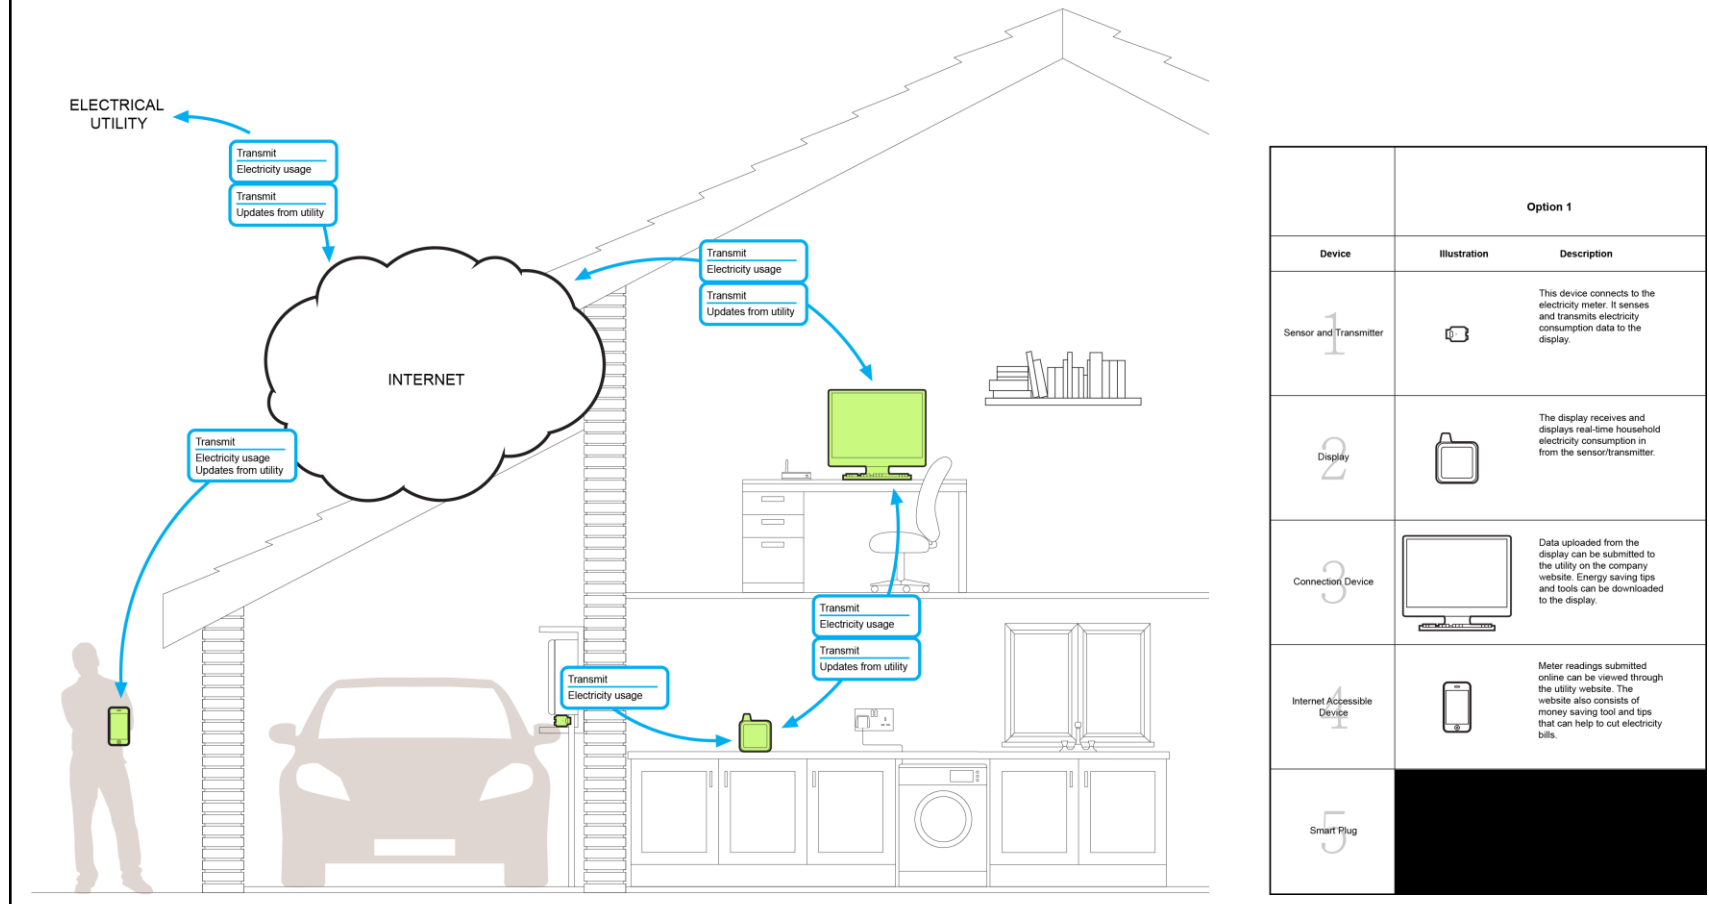 ELECTRICAL
UTILITY
Transmit
Electricity usage
Transmit
Updates from utility
INTERNET
Transmit
Electricity usage
Transmit
Updates from utility
Transmit
Electricity usage
Updates from utility
Transmit
Electricity usage
Transmit
Updates from utility
Transmit
Electricity usage
Option 1
Device
Illustration
Description
1
Sensor and Transmitter
This device connects to the
electricity meter. It senses
and transmits electricity
consumption data to the
display.
2
Display
The display receives and
displays real-time household
electricity consumption in
from the sensor/transmitter.
3
Connection Device
Data uploaded from the
display can be submitted to
the utility on the company
website. Energy saving tips
and tools can be downloaded
to the display.
4
Internet Accessible
Device
Meter readings submitted
online can be viewed through
the utility website. The
website also consists of
money saving tool and tips
that can help to cut electricity
bills.
5
Smart Plug